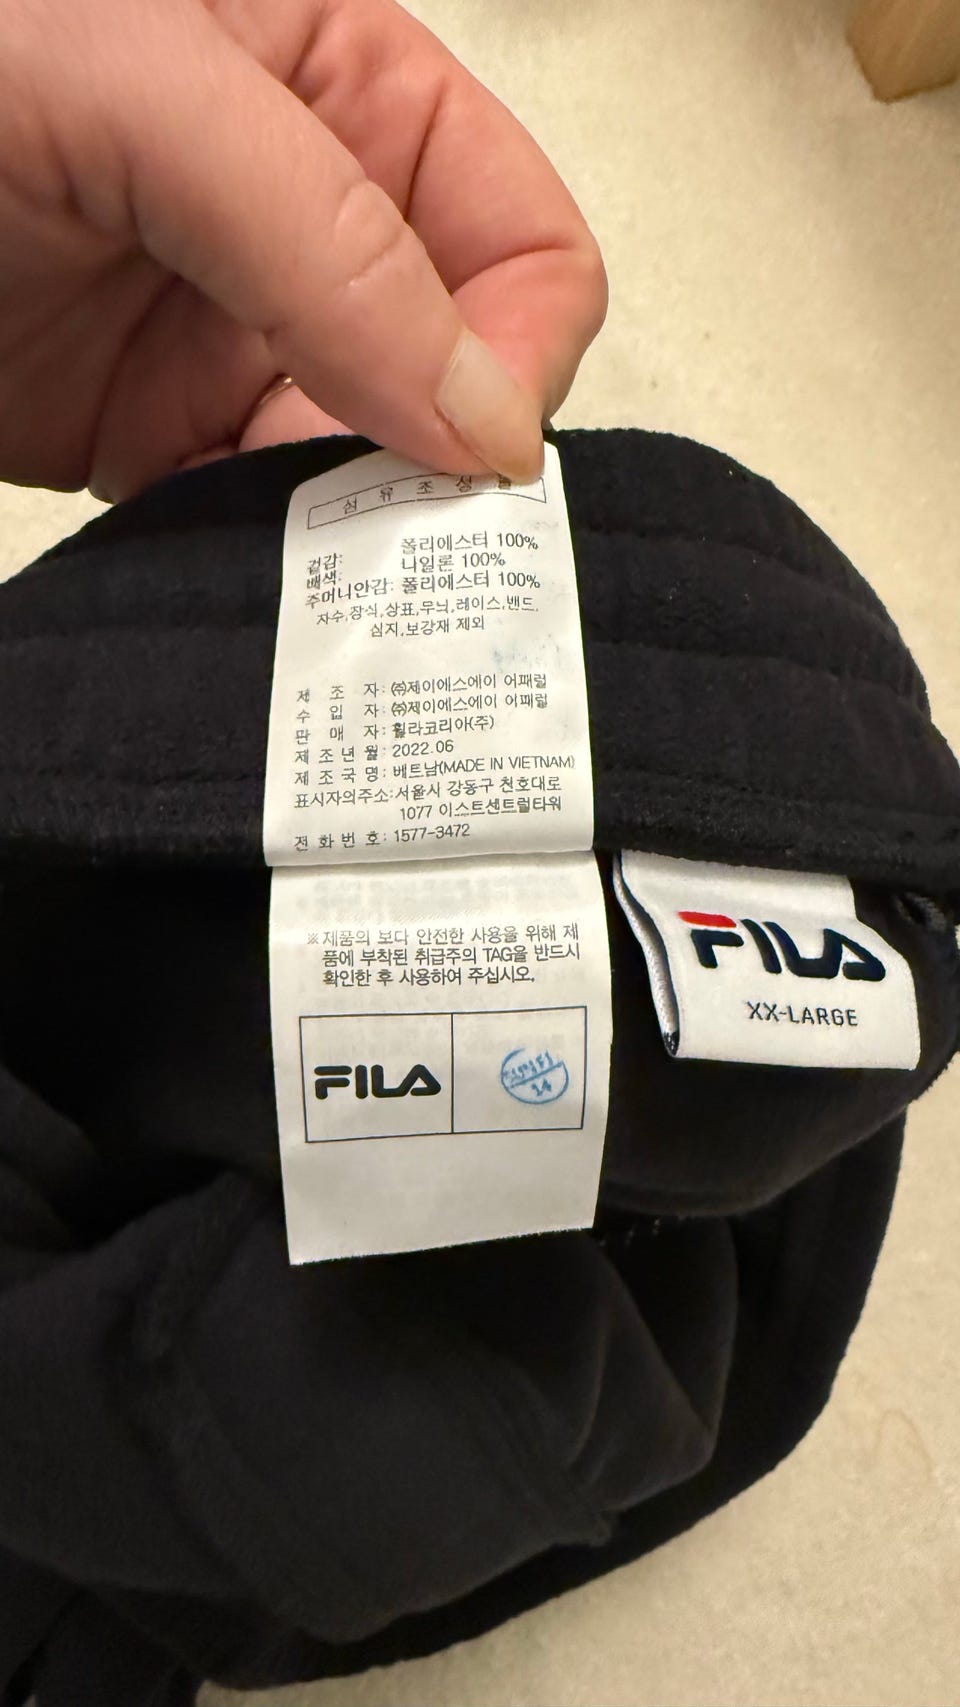 섬 유 조 성 률
겉감: 폴리에스터 100%
배색: 나일론 100%
주머니안감: 폴리에스터 100%
자수,장식,상표,무늬,레이스,밴드,
심지,보강재 제외
제 조 자: ㈜제이에스에이 어패럴
수 입 자: ㈜제이에스에이 어패럴
판 매 자: 휠라코리아(주)
제 조 년 월: 2022.06
제 조 국 명: 베트남(MADE IN VIETNAM)
표시자의주소: 서울시 강동구 천호대로
1077 이스트센트럴타워
전 화 번 호: 1577-3472
※제품의 보다 안전한 사용을 위해 제
품에 부착된 취급주의 TAG을 반드시
확인한 후 사용하여 주십시오.
FILA
14
FILA
XX-LARGE